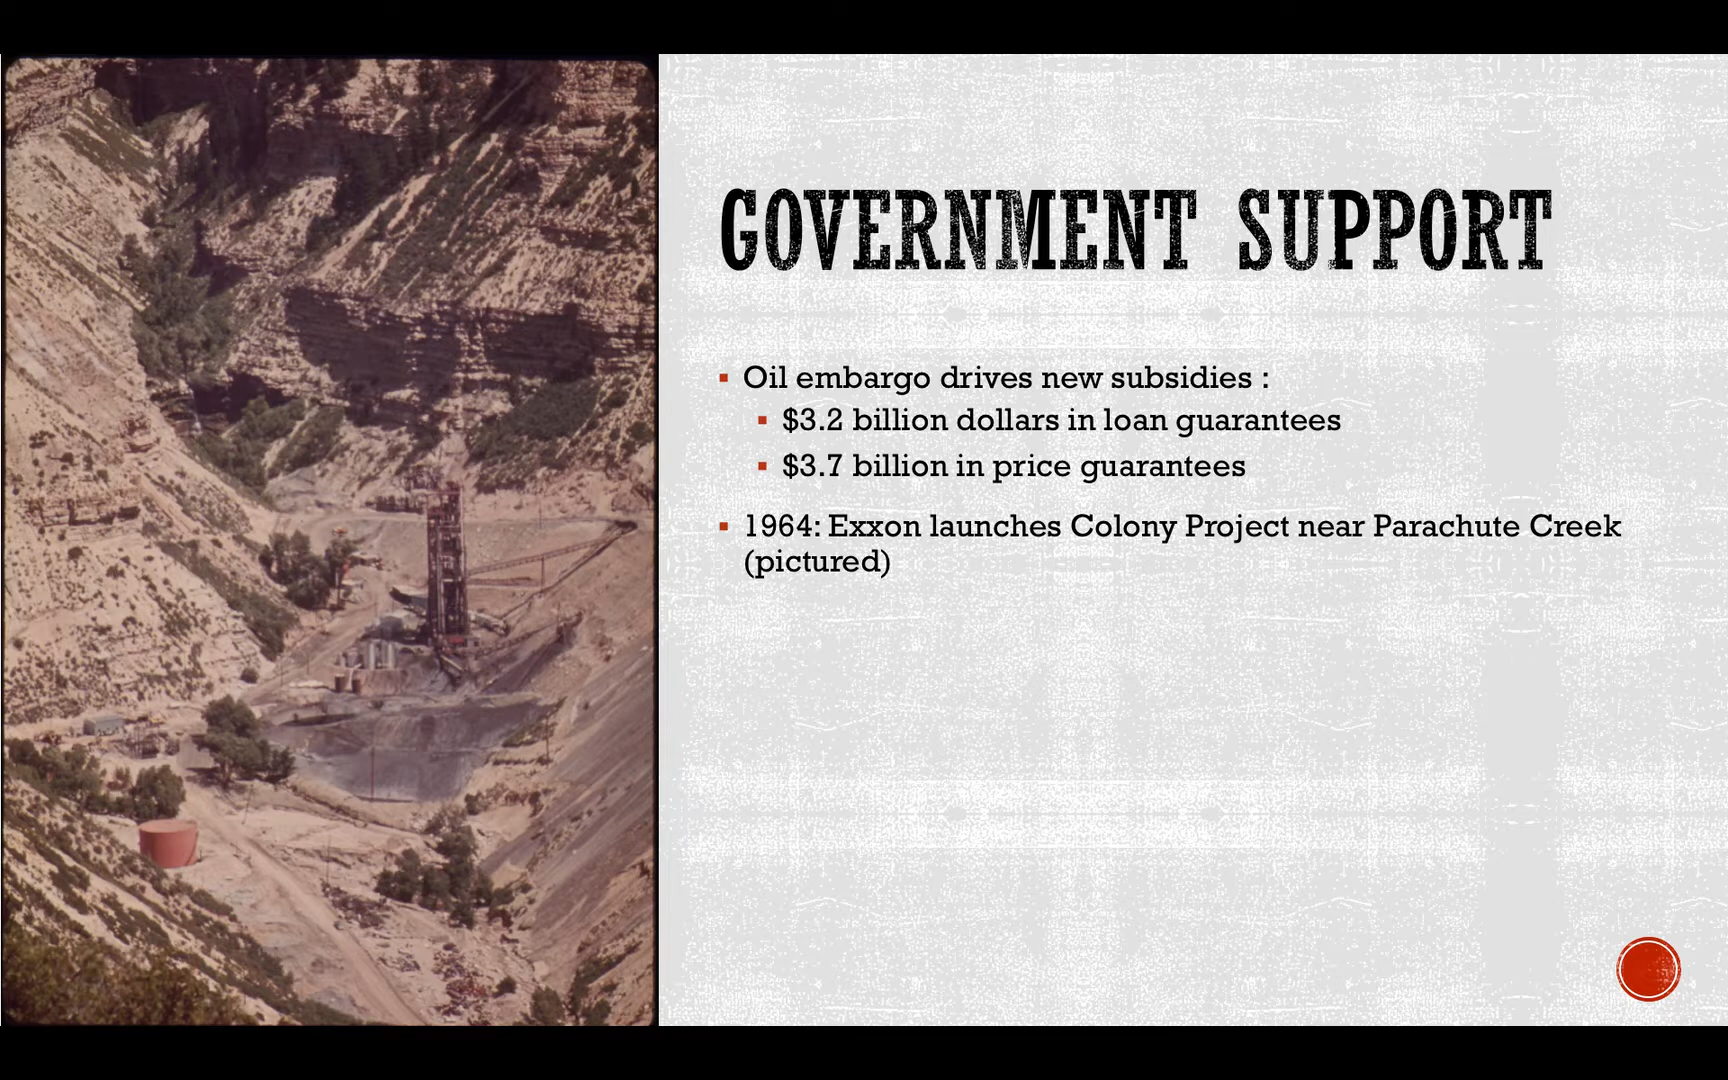 GOVERNMENT SUPPORT
Oil embargo drives new subsidies :
$3.2 billion dollars in loan guarantees
$3.7 billion in price guarantees
1964: Exxon launches Colony Project near Parachute Creek
(pictured)